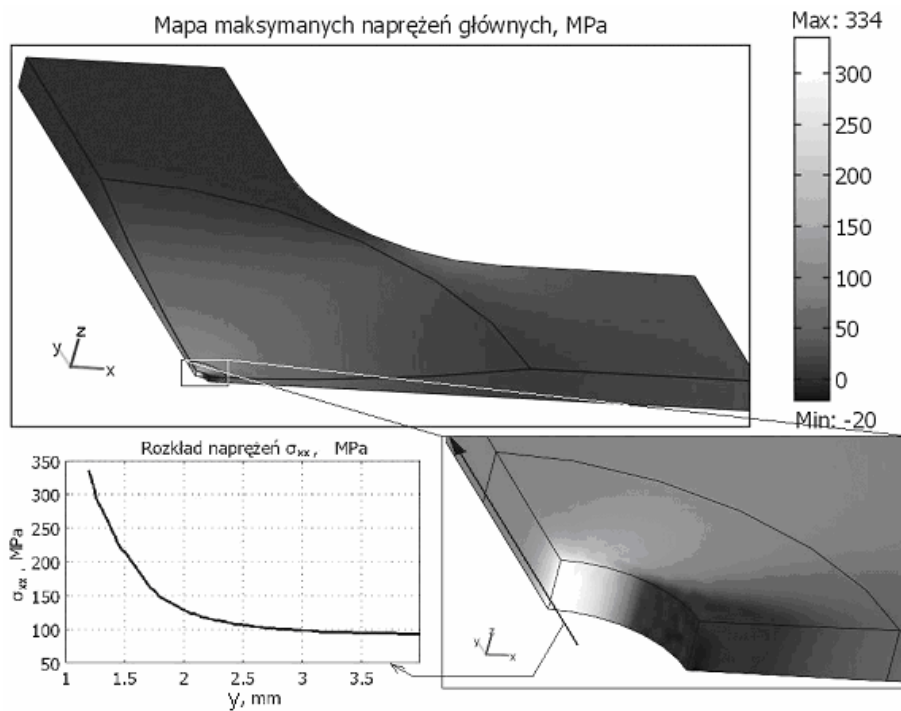 Mapa maksymanych naprężeń głównych, MPa
Max: 334
300
250
200
150
100
50
0
Min: -20
y z x
Rozkład naprężeń σxx, MPa
350
300
250
200
150
100
50
σxx, MPa
1 1.5 2 2.5 3 3.5
y, mm
y z x